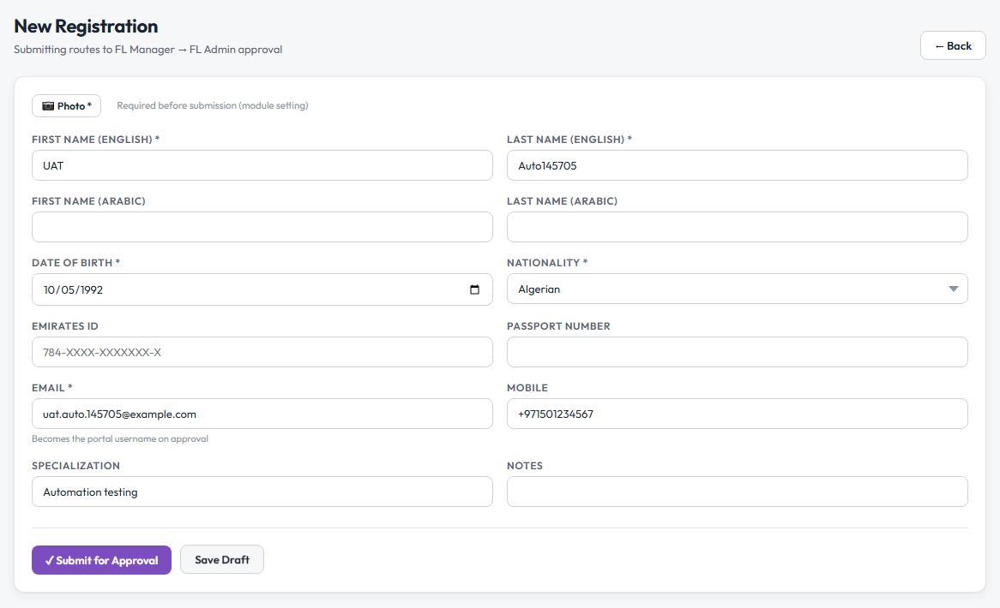 New Registration
Submitting routes to FL Manager → FL Admin approval
← Back
📷 Photo * Required before submission (module setting)
FIRST NAME (ENGLISH) * LAST NAME (ENGLISH) *
UAT Auto145705
FIRST NAME (ARABIC) LAST NAME (ARABIC)
DATE OF BIRTH * NATIONALITY *
10/05/1992 Algerian
EMIRATES ID PASSPORT NUMBER
784-XXXX-XXXXXXX-X
EMAIL * MOBILE
uat.auto.145705@example.com +971501234567
Becomes the portal username on approval
SPECIALIZATION NOTES
Automation testing
✓ Submit for Approval Save Draft